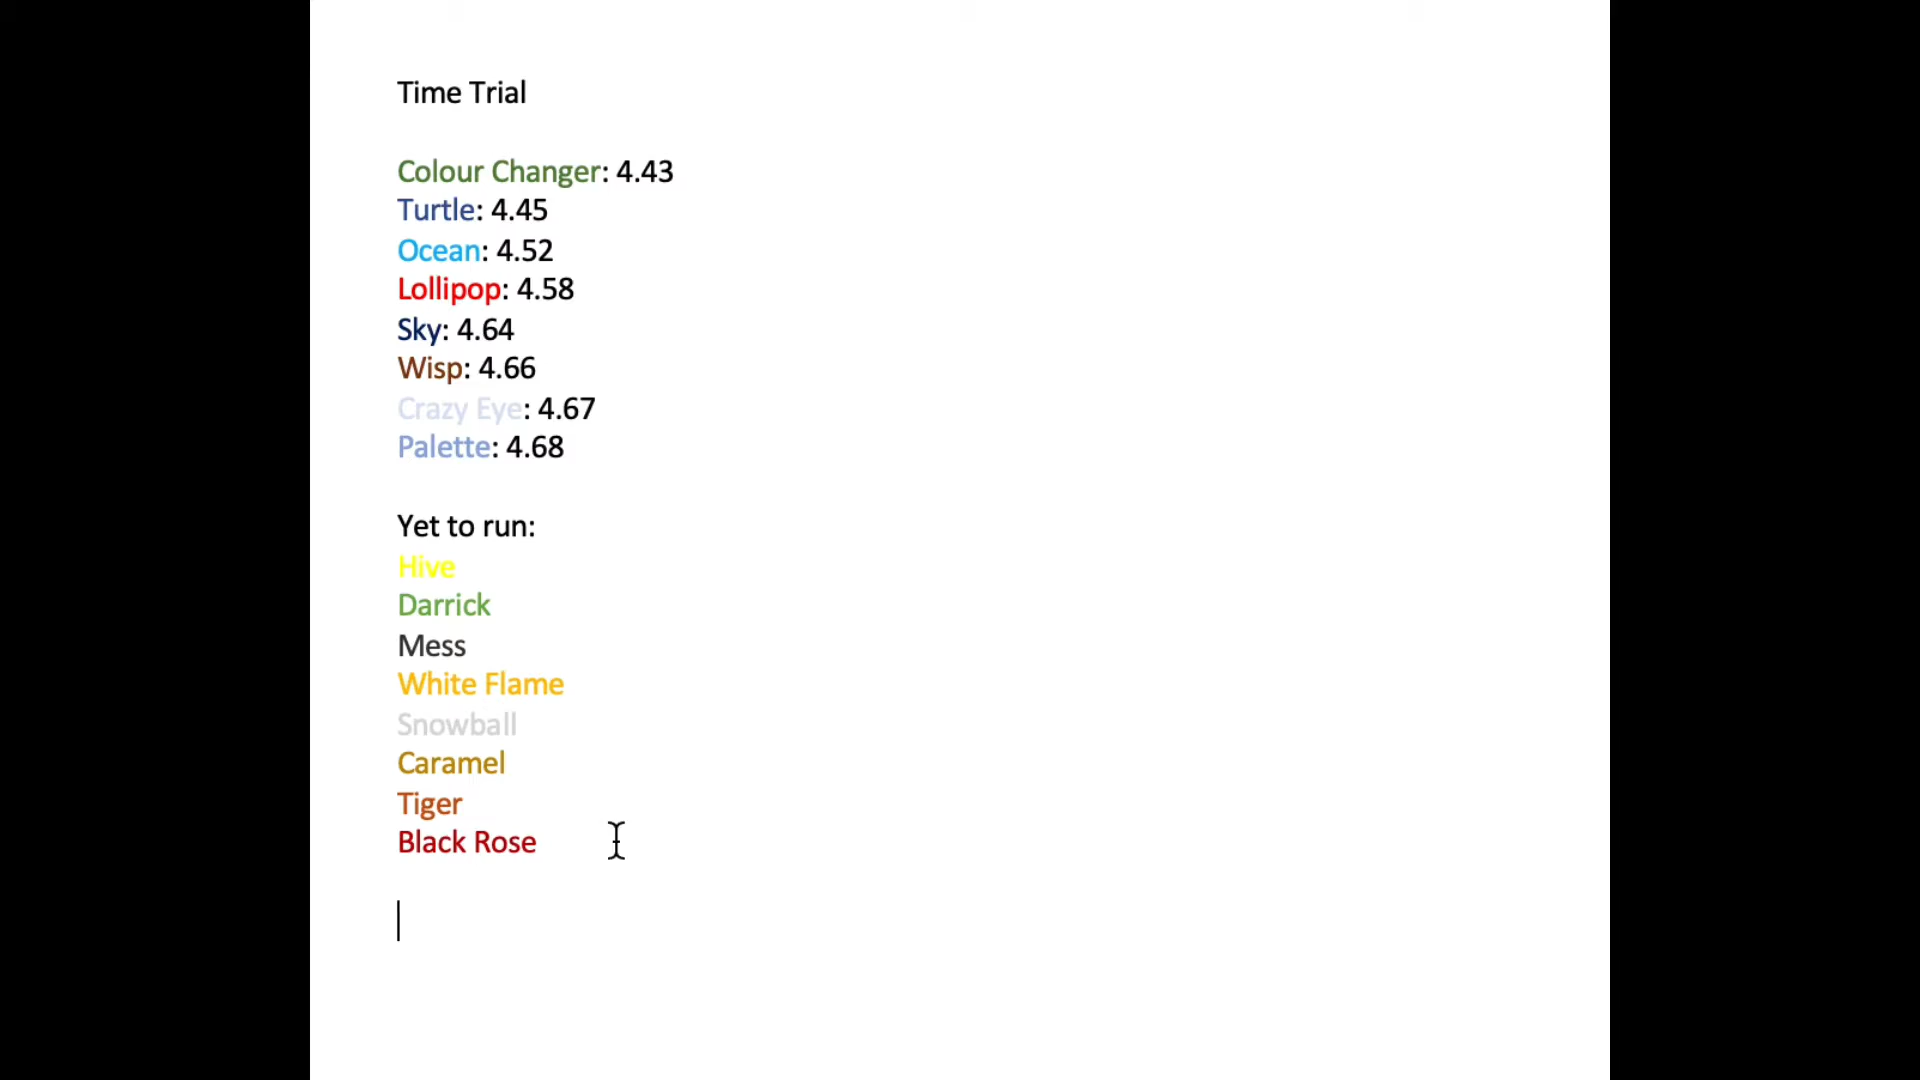 Time Trial
Colour Changer: 4.43
Turtle: 4.45
Ocean: 4.52
Lollipop: 4.58
Sky: 4.64
Wisp: 4.66
Crazy Eye: 4.67
Palette: 4.68
Yet to run:
Hive
Darrick
Mess
White Flame
Snowball
Caramel
Tiger
Black Rose